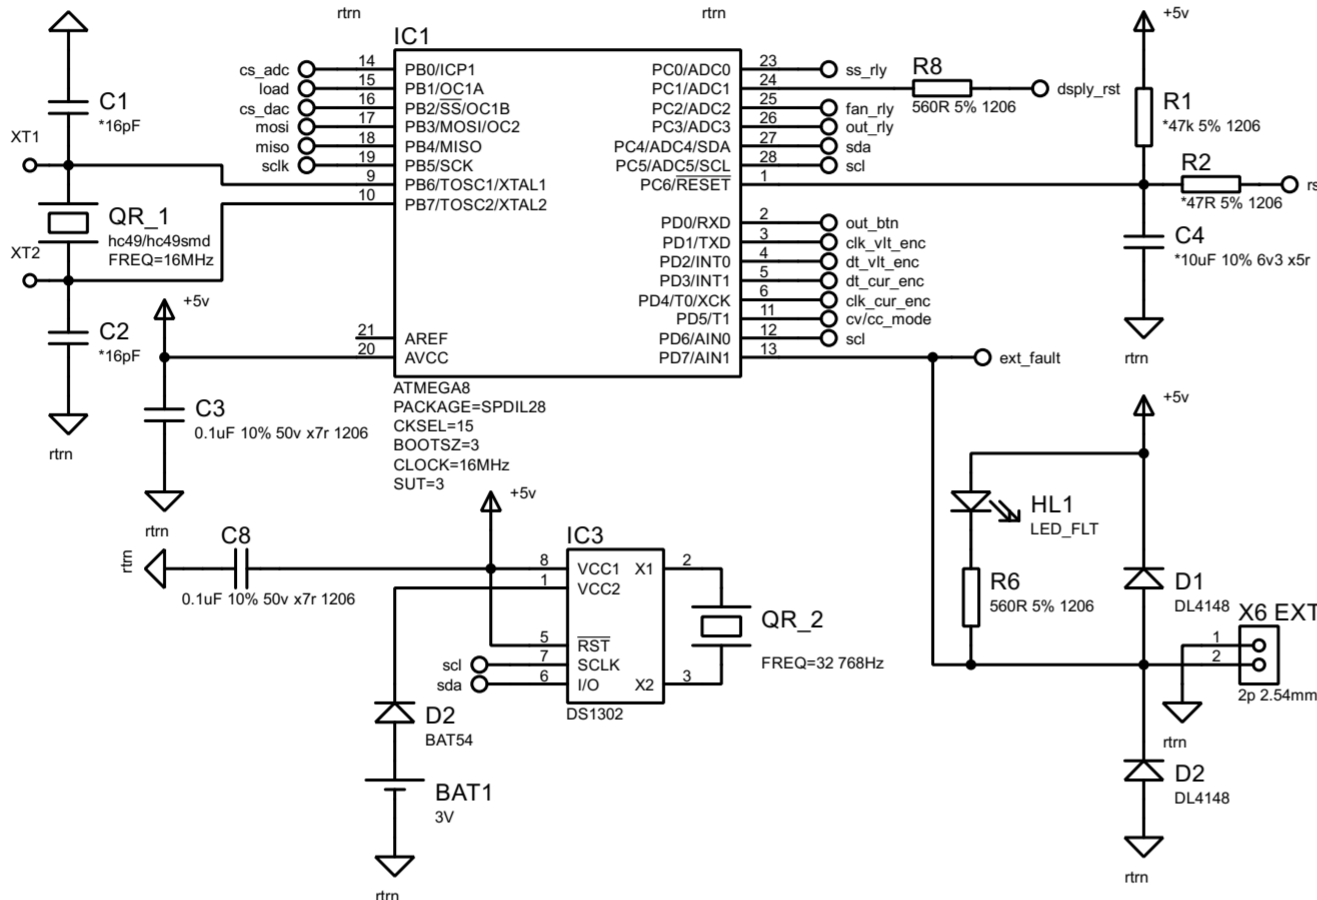 rtrn
rtrn
+5v
IC1
C1
*16pF
XT1
QR_1
hc49/hc49smd
FREQ=16MHz
XT2
C2
*16pF
rtrn
+5v
C3
0.1uF 10% 50v x7r 1206
rtrn
cs_adc 14 PB0/ICP1
load 15 PB1/OC1A
cs_dac 16 PB2/SS/OC1B
mosi 17 PB3/MOSI/OC2
miso 18 PB4/MISO
sclk 19 PB5/SCK
9 PB6/TOSC1/XTAL1
10 PB7/TOSC2/XTAL2
21 AREF
20 AVCC
PC0/ADC0 23 ss_rly
PC1/ADC1 24
PC2/ADC2 25 fan_rly
PC3/ADC3 26 out_rly
PC4/ADC4/SDA 27 sda
PC5/ADC5/SCL 28 scl
PC6/RESET 1
PD0/RXD 2 out_btn
PD1/TXD 3 clk_vlt_enc
PD2/INT0 4 dt_vlt_enc
PD3/INT1 5 dt_cur_enc
PD4/T0/XCK 6 clk_cur_enc
PD5/T1 11 cv/cc_mode
PD6/AIN0 12 scl
PD7/AIN1 13 ext_fault
ATMEGA8
PACKAGE=SPDIL28
CKSEL=15
BOOTSZ=3
CLOCK=16MHz
SUT=3
R8
560R 5% 1206
dsply_rst
R1
*47k 5% 1206
R2
*47R 5% 1206
rs
C4
*10uF 10% 6v3 x5r
rtrn
+5v
HL1
LED_FLT
R6
560R 5% 1206
D1
DL4148
X6 EXT
1
2
2p 2.54mm
rtrn
D2
DL4148
rtrn
+5v
C8
rtrn
0.1uF 10% 50v x7r 1206
IC3
8 VCC1 X1 2
1 VCC2
5 RST
scl 7 SCLK
sda 6 I/O X2 3
DS1302
QR_2
FREQ=32 768Hz
D2
BAT54
BAT1
3V
rtrn